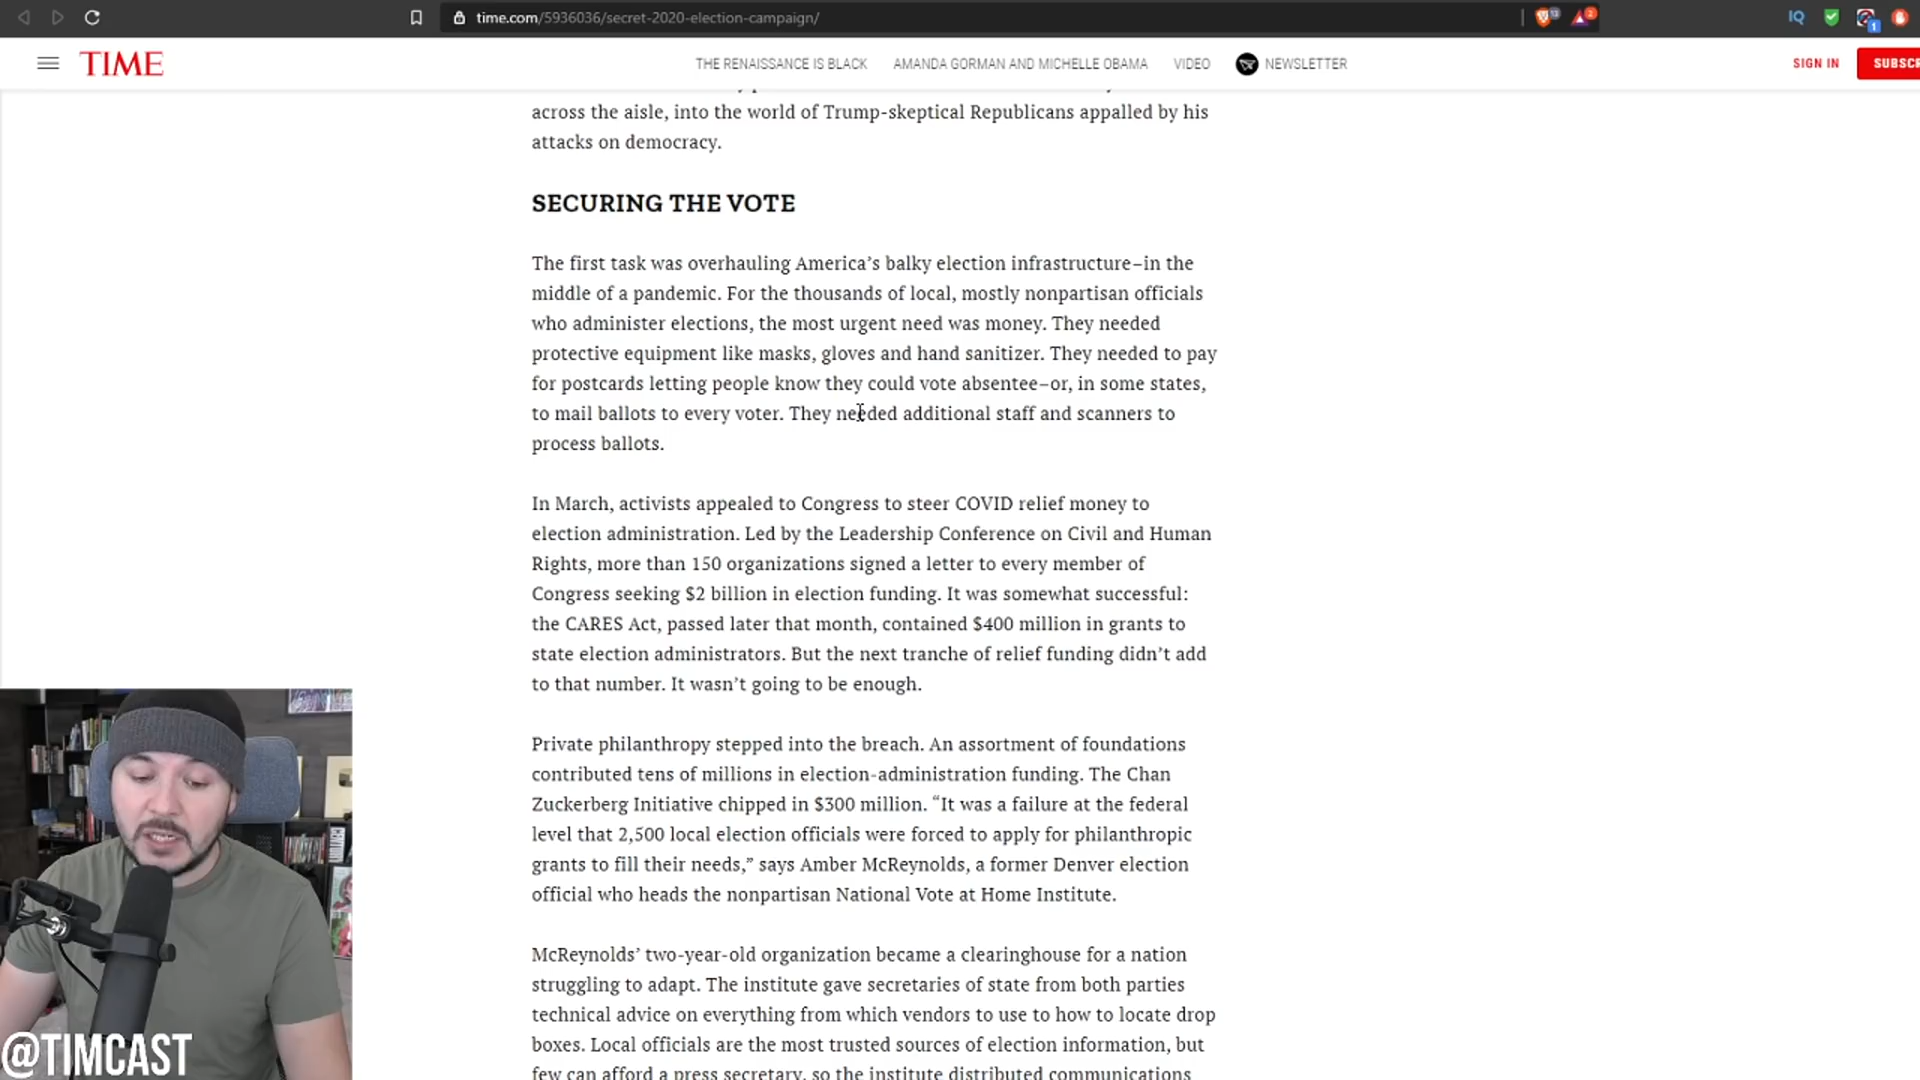 time.com/5936036/secret-2020-election-campaign/
IQ
TIME
THE RENAISSANCE IS BLACK
AMANDA GORMAN AND MICHELLE OBAMA
VIDEO
NEWSLETTER
SIGN IN
SUBSCR
across the aisle, into the world of Trump-skeptical Republicans appalled by his
attacks on democracy.
SECURING THE VOTE
The first task was overhauling America’s balky election infrastructure–in the
middle of a pandemic. For the thousands of local, mostly nonpartisan officials
who administer elections, the most urgent need was money. They needed
protective equipment like masks, gloves and hand sanitizer. They needed to pay
for postcards letting people know they could vote absentee–or, in some states,
to mail ballots to every voter. They needed additional staff and scanners to
process ballots.
In March, activists appealed to Congress to steer COVID relief money to
election administration. Led by the Leadership Conference on Civil and Human
Rights, more than 150 organizations signed a letter to every member of
Congress seeking $2 billion in election funding. It was somewhat successful:
the CARES Act, passed later that month, contained $400 million in grants to
state election administrators. But the next tranche of relief funding didn’t add
to that number. It wasn’t going to be enough.
Private philanthropy stepped into the breach. An assortment of foundations
contributed tens of millions in election-administration funding. The Chan
Zuckerberg Initiative chipped in $300 million. “It was a failure at the federal
level that 2,500 local election officials were forced to apply for philanthropic
grants to fill their needs,” says Amber McReynolds, a former Denver election
official who heads the nonpartisan National Vote at Home Institute.
McReynolds’ two-year-old organization became a clearinghouse for a nation
struggling to adapt. The institute gave secretaries of state from both parties
technical advice on everything from which vendors to use to how to locate drop
boxes. Local officials are the most trusted sources of election information, but
few can afford a press secretary, so the institute distributed communications
@TIMCAST